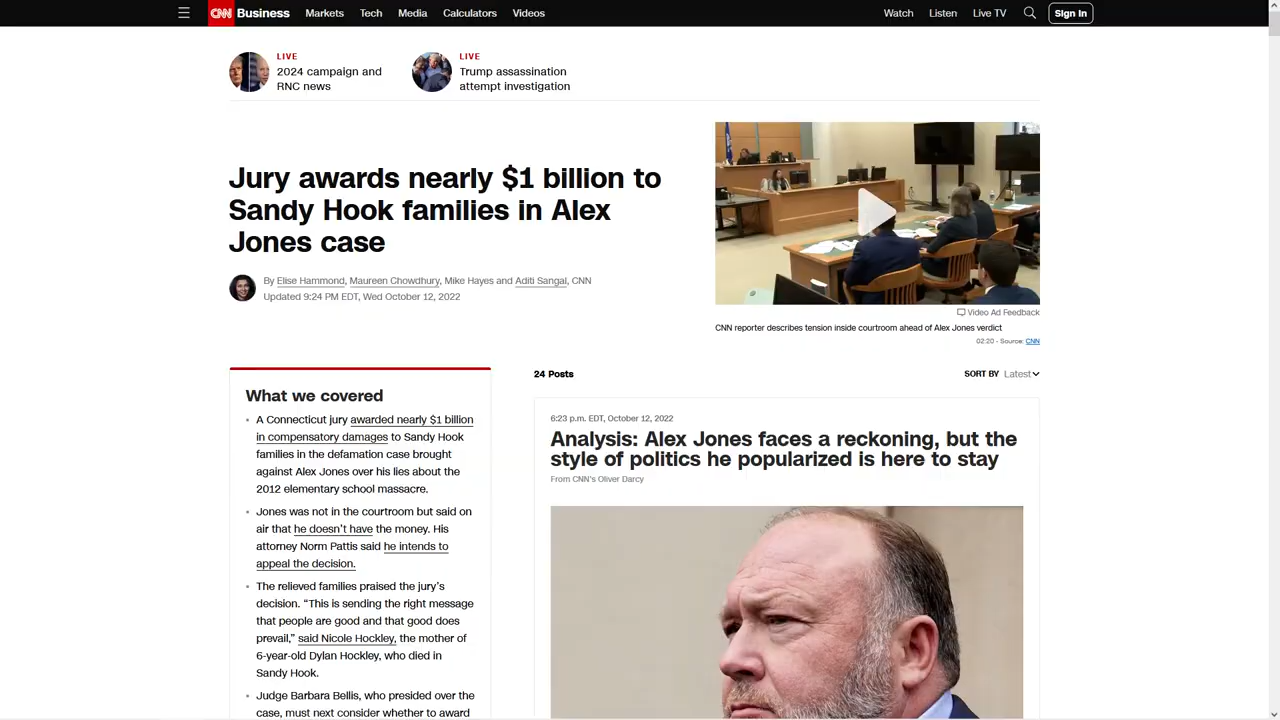 CNN Business Markets Tech Media Calculators Videos Watch Listen Live TV Sign In
LIVE
2024 campaign and
RNC news
LIVE
Trump assassination
attempt investigation
Jury awards nearly $1 billion to
Sandy Hook families in Alex
Jones case
By Elise Hammond, Maureen Chowdhury, Mike Hayes and Aditi Sangal, CNN
Updated 9:24 PM EDT, Wed October 12, 2022
Video Ad Feedback
CNN reporter describes tension inside courtroom ahead of Alex Jones verdict
02:20 - Source: CNN
What we covered
A Connecticut jury awarded nearly $1 billion
in compensatory damages to Sandy Hook
families in the defamation case brought
against Alex Jones over his lies about the
2012 elementary school massacre.
Jones was not in the courtroom but said on
air that he doesn't have the money. His
attorney Norm Pattis said he intends to
appeal the decision.
The relieved families praised the jury's
decision. “This is sending the right message
that people are good and that good does
prevail,” said Nicole Hockley, the mother of
6-year-old Dylan Hockley, who died in
Sandy Hook.
Judge Barbara Bellis, who presided over the
case, must next consider whether to award
24 Posts
SORT BY Latest
6:23 p.m. EDT, October 12, 2022
Analysis: Alex Jones faces a reckoning, but the
style of politics he popularized is here to stay
From CNN's Oliver Darcy